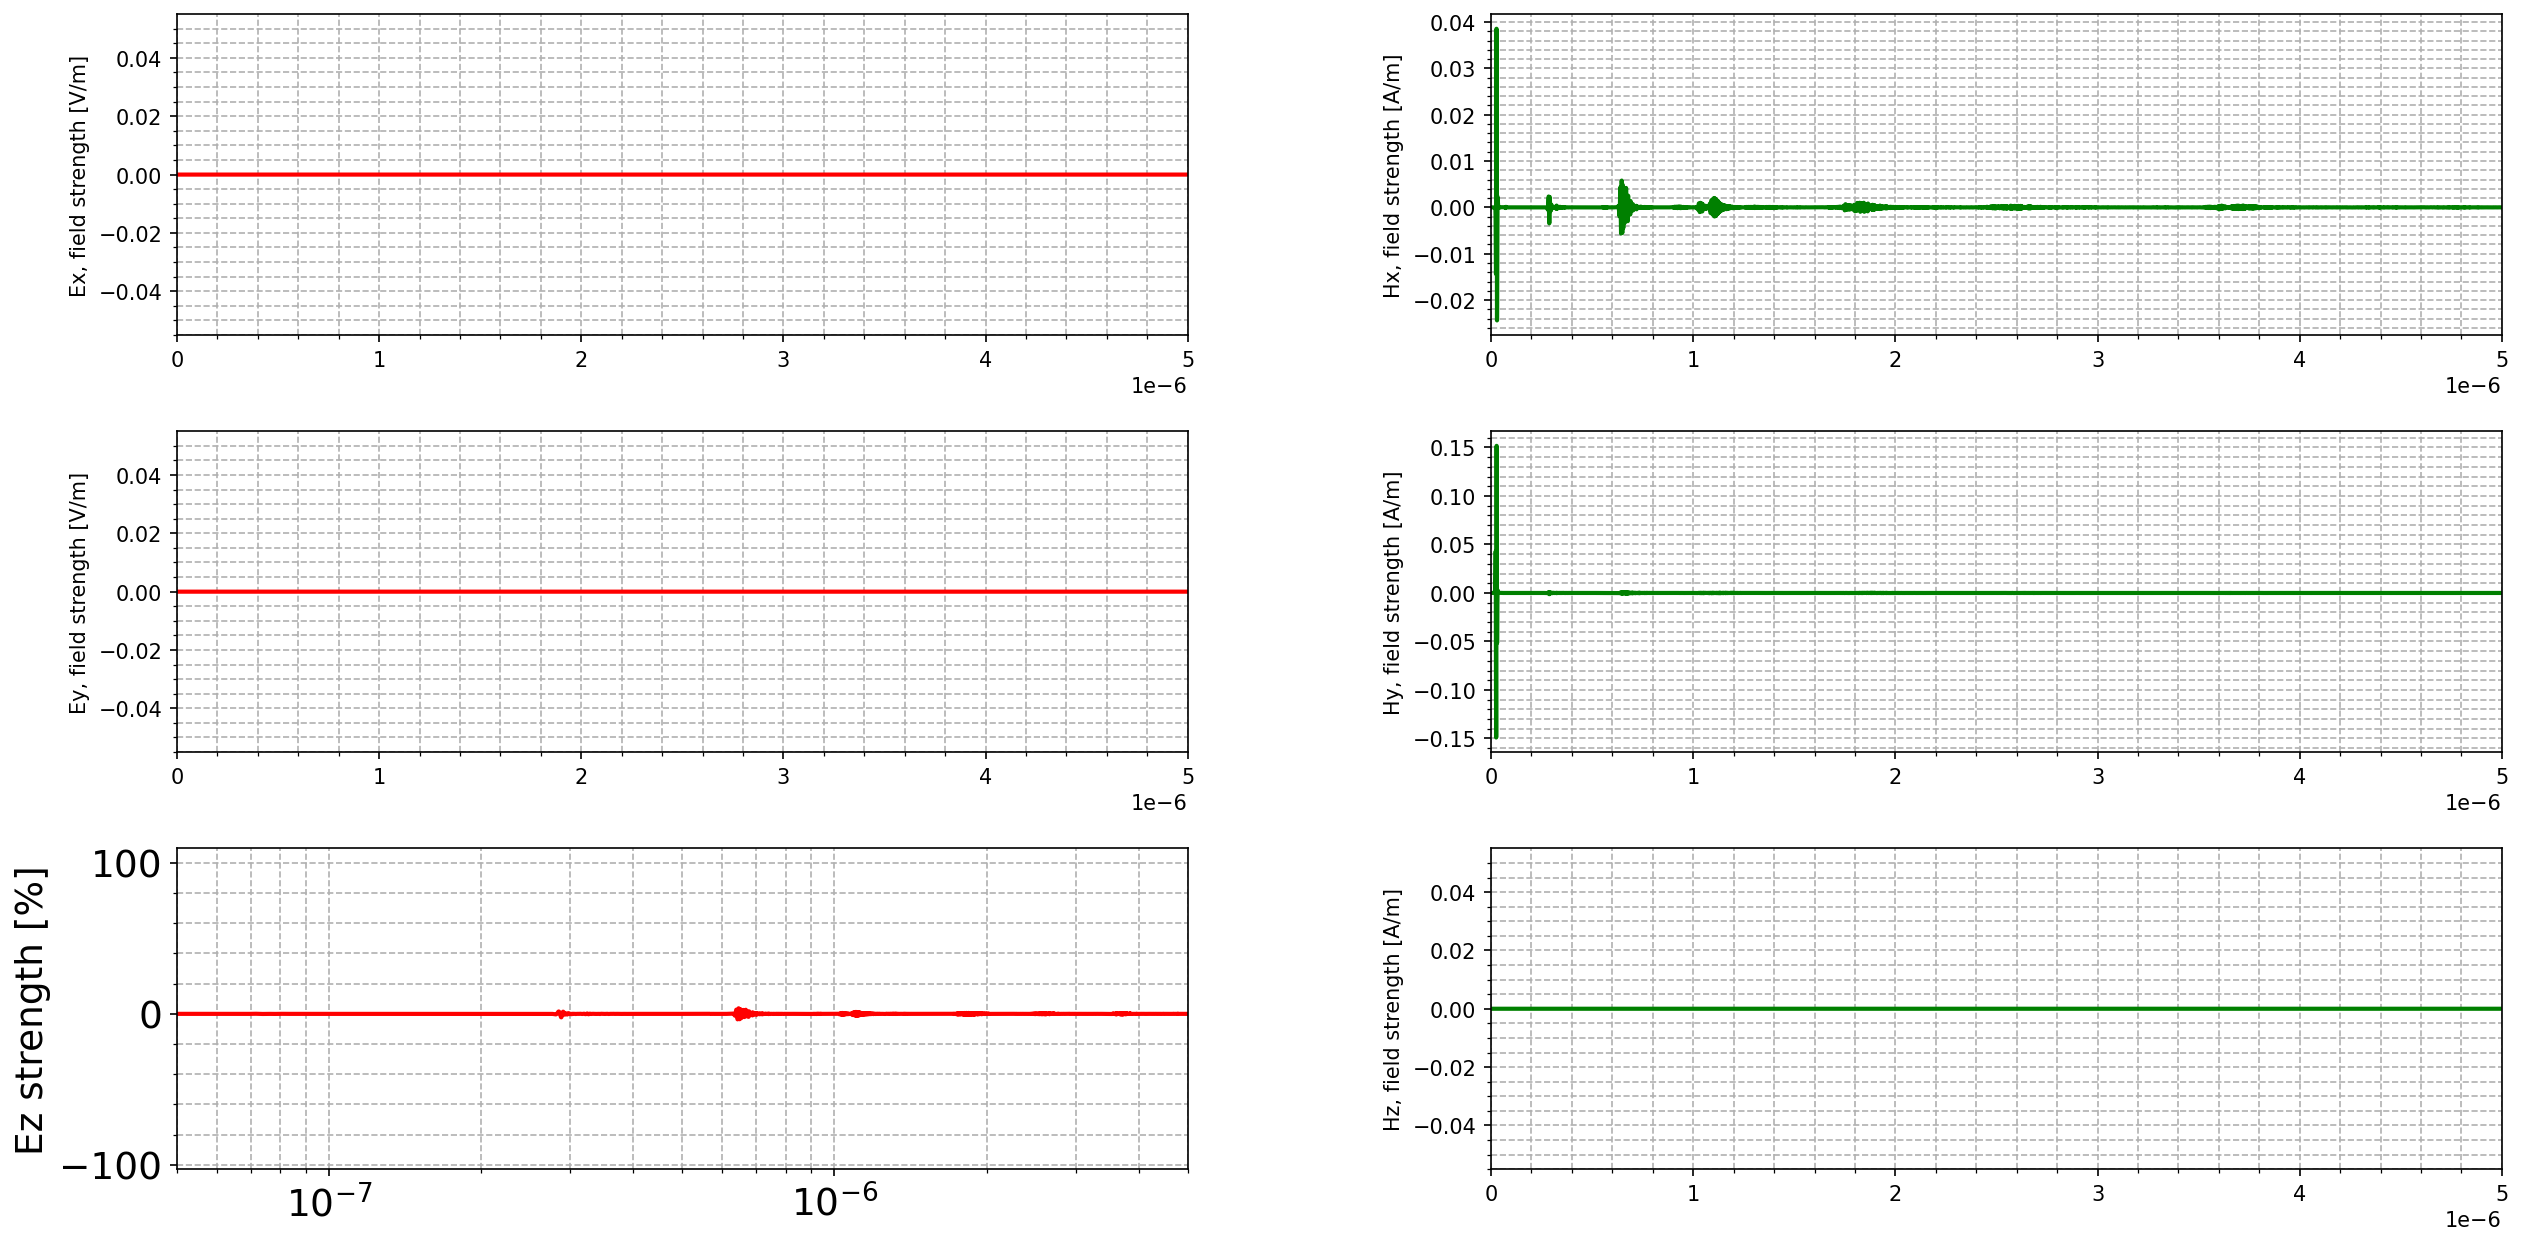 Ex, field strength [V/m]
0.04
0.02
0.00
−0.02
−0.04
0 1 2 3 4 5
1e−6
Hx, field strength [A/m]
0.04
0.03
0.02
0.01
0.00
−0.01
−0.02
0 1 2 3 4 5
1e−6
Ey, field strength [V/m]
0.04
0.02
0.00
−0.02
−0.04
0 1 2 3 4 5
1e−6
Hy, field strength [A/m]
0.15
0.10
0.05
0.00
−0.05
−0.10
−0.15
0 1 2 3 4 5
1e−6
Ez strength [%]
100
0
−100
10⁻⁷ 10⁻⁶
Hz, field strength [A/m]
0.04
0.02
0.00
−0.02
−0.04
0 1 2 3 4 5
1e−6